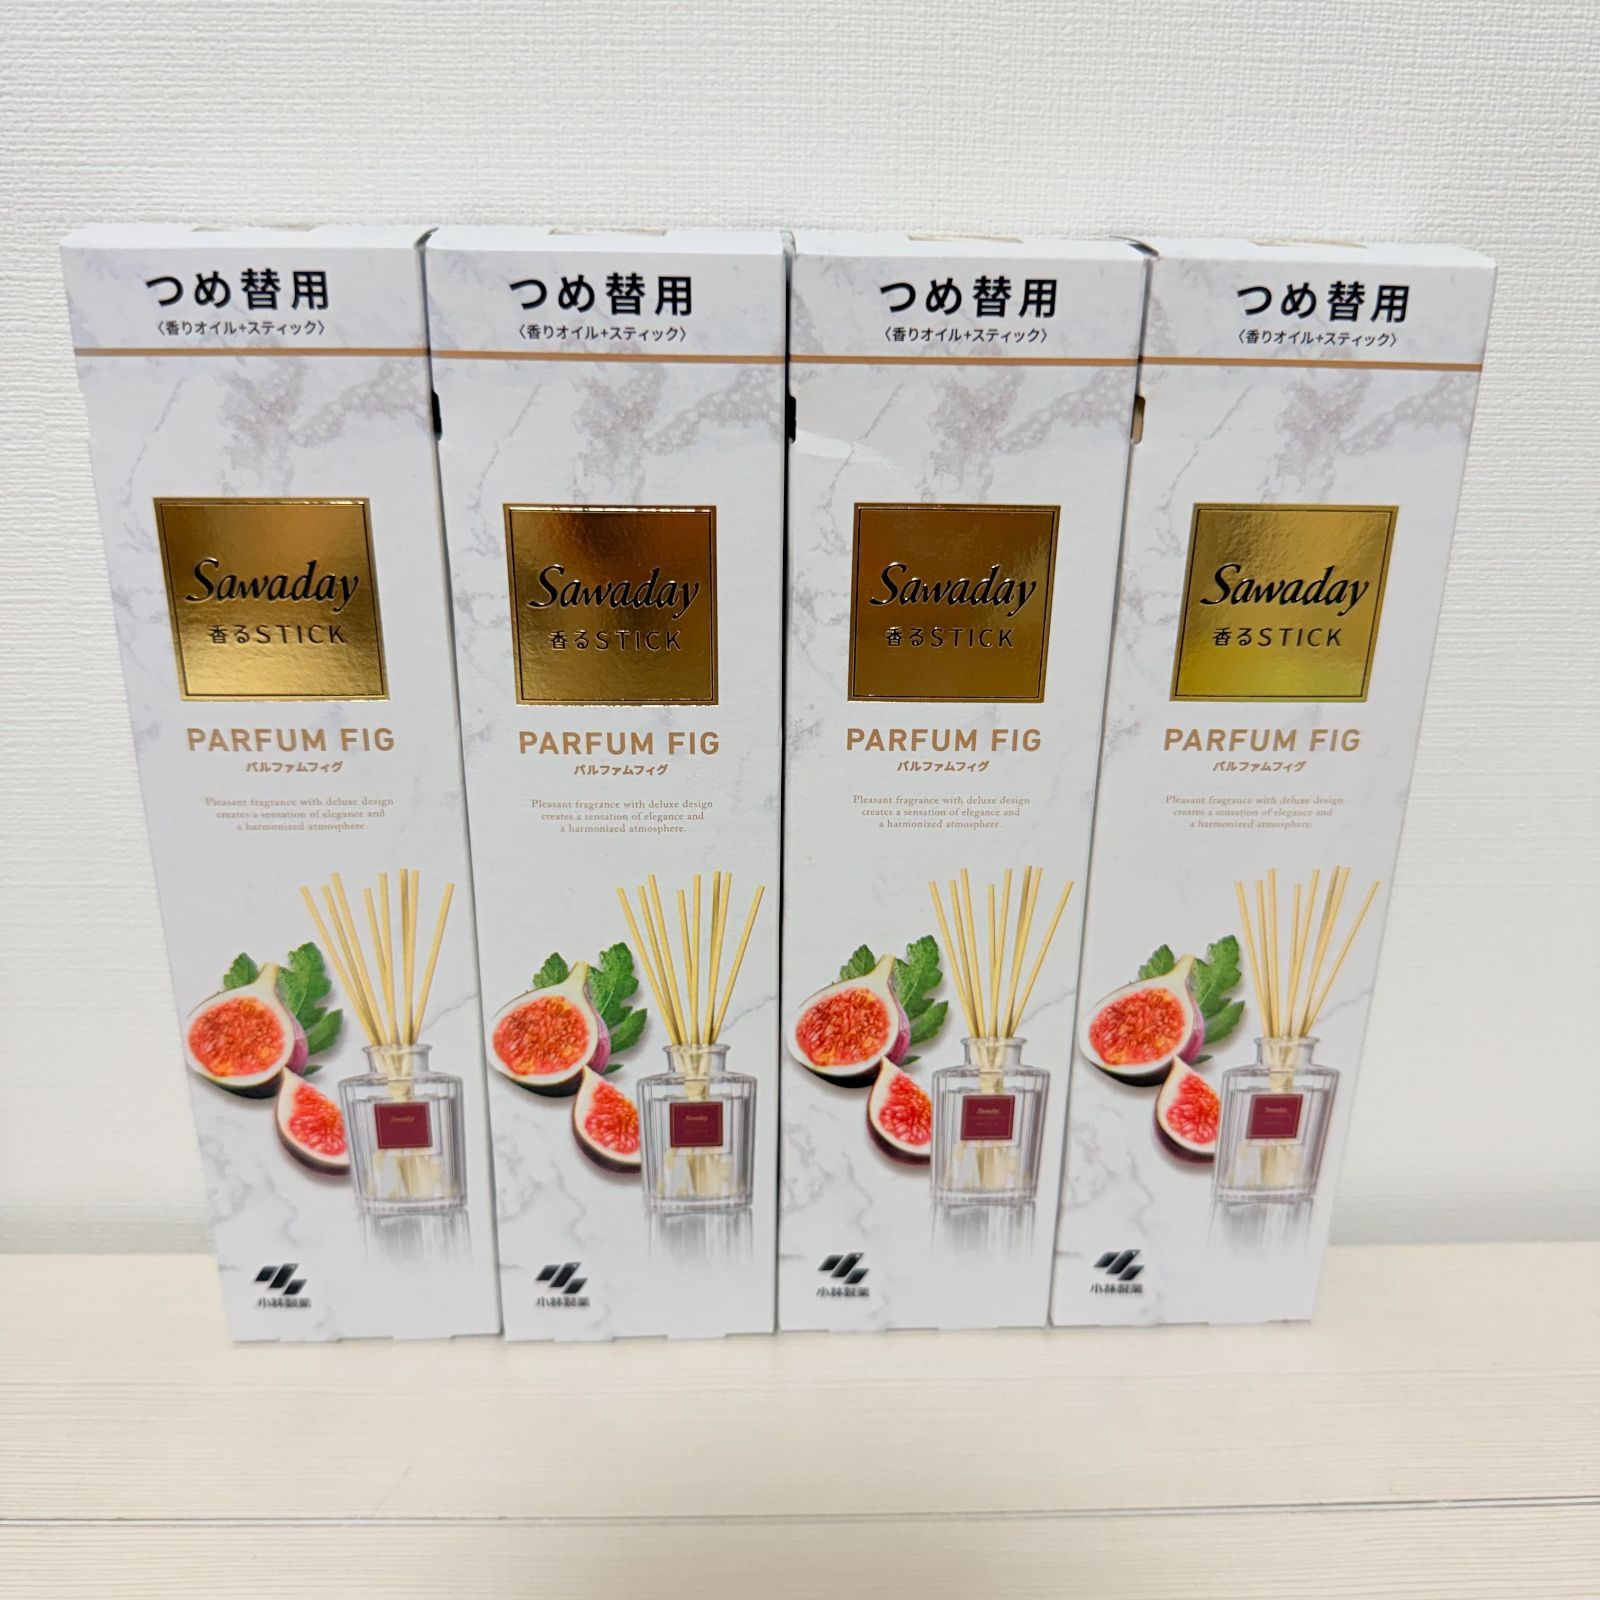 つめ替用
〈香りオイル+スティック〉
Sawaday
香るSTICK
PARFUM FIG
パルファムフィグ
Pleasant fragrance with deluxe design
creates a sensation of elegance and
a harmonized atmosphere.
Sawaday
小林製薬
つめ替用
〈香りオイル+スティック〉
Sawaday
香るSTICK
PARFUM FIG
パルファムフィグ
Pleasant fragrance with deluxe design
creates a sensation of elegance and
a harmonized atmosphere.
Sawaday
小林製薬
つめ替用
〈香りオイル+スティック〉
Sawaday
香るSTICK
PARFUM FIG
パルファムフィグ
Pleasant fragrance with deluxe design
creates a sensation of elegance and
a harmonized atmosphere.
Sawaday
小林製薬
つめ替用
〈香りオイル+スティック〉
Sawaday
香るSTICK
PARFUM FIG
パルファムフィグ
Pleasant fragrance with deluxe design
creates a sensation of elegance and
a harmonized atmosphere.
Sawaday
小林製薬